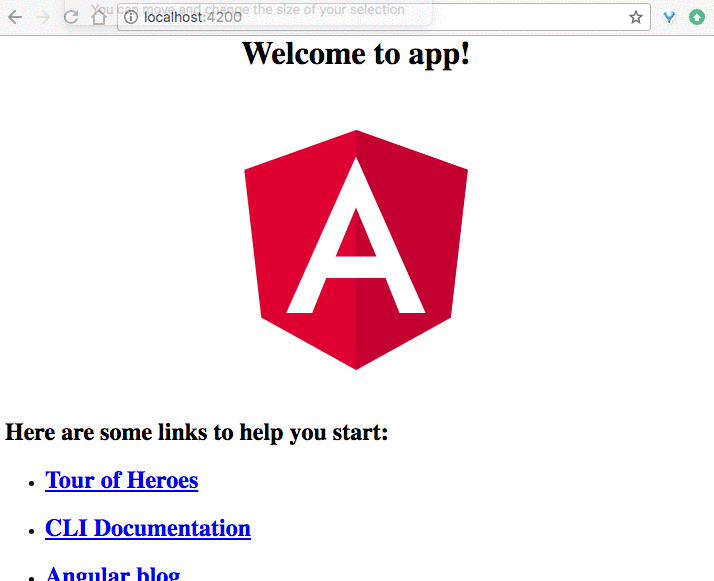 You can move and change the size of your selection
localhost:4200
Welcome to app!
A
Here are some links to help you start:
Tour of Heroes
CLI Documentation
Angular blog